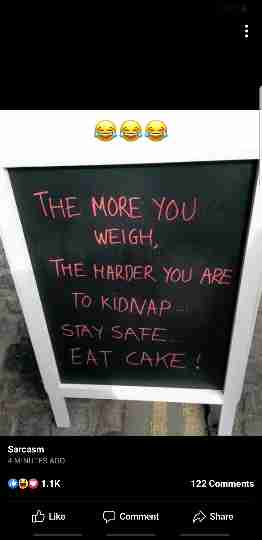 THE MORE YOU
WEIGH,
THE HARDER YOU ARE
TO KIDNAP...
STAY SAFE...
EAT CAKE!
Sarcasm
4 MINUTES AGO
1.1K
122 Comments
Like
Comment
Share